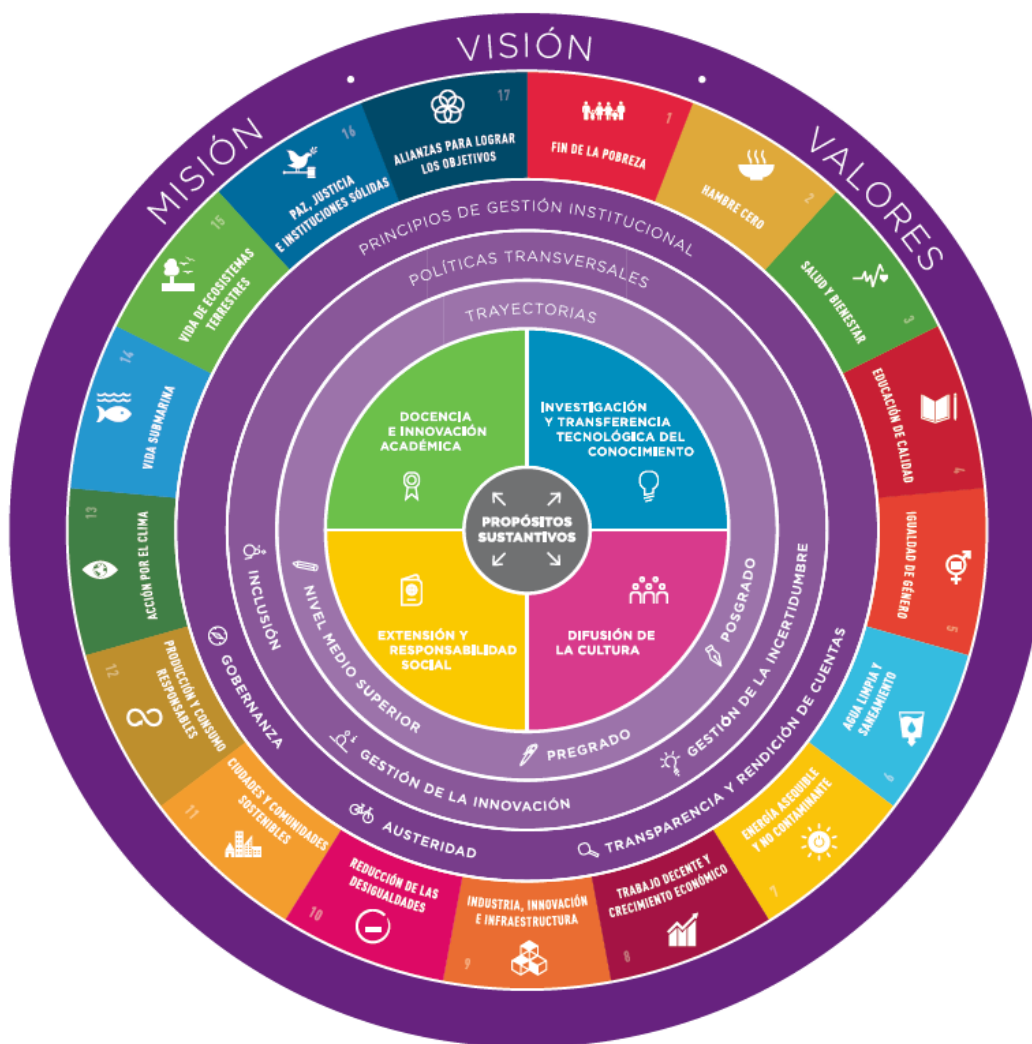 VISIÓN
MISIÓN
VALORES
1
FIN DE LA POBREZA
2
HAMBRE CERO
3
SALUD Y BIENESTAR
4
EDUCACIÓN DE CALIDAD
5
IGUALDAD DE GÉNERO
6
AGUA LIMPIA Y
SANEAMIENTO
7
ENERGÍA ASEQUIBLE
Y NO CONTAMINANTE
8
TRABAJO DECENTE Y
CRECIMIENTO ECONÓMICO
9
INDUSTRIA, INNOVACIÓN
E INFRAESTRUCTURA
10
REDUCCIÓN DE LAS
DESIGUALDADES
11
CIUDADES Y COMUNIDADES
SOSTENIBLES
12
PRODUCCIÓN Y CONSUMO
RESPONSABLES
13
ACCIÓN POR EL CLIMA
14
VIDA SUBMARINA
15
VIDA DE ECOSISTEMAS
TERRESTRES
16
PAZ, JUSTICIA
E INSTITUCIONES SÓLIDAS
17
ALIANZAS PARA LOGRAR
LOS OBJETIVOS
PRINCIPIOS DE GESTIÓN INSTITUCIONAL
GOBERNANZA
AUSTERIDAD
TRANSPARENCIA Y RENDICIÓN DE CUENTAS
POLÍTICAS TRANSVERSALES
INCLUSIÓN
GESTIÓN DE LA INNOVACIÓN
GESTIÓN DE LA INCERTIDUMBRE
TRAYECTORIAS
NIVEL MEDIO SUPERIOR
PREGRADO
POSGRADO
DOCENCIA
E INNOVACIÓN
ACADÉMICA
INVESTIGACIÓN
Y TRANSFERENCIA
TECNOLÓGICA DEL
CONOCIMIENTO
PROPÓSITOS
SUSTANTIVOS
EXTENSIÓN Y
RESPONSABILIDAD
SOCIAL
DIFUSIÓN DE
LA CULTURA